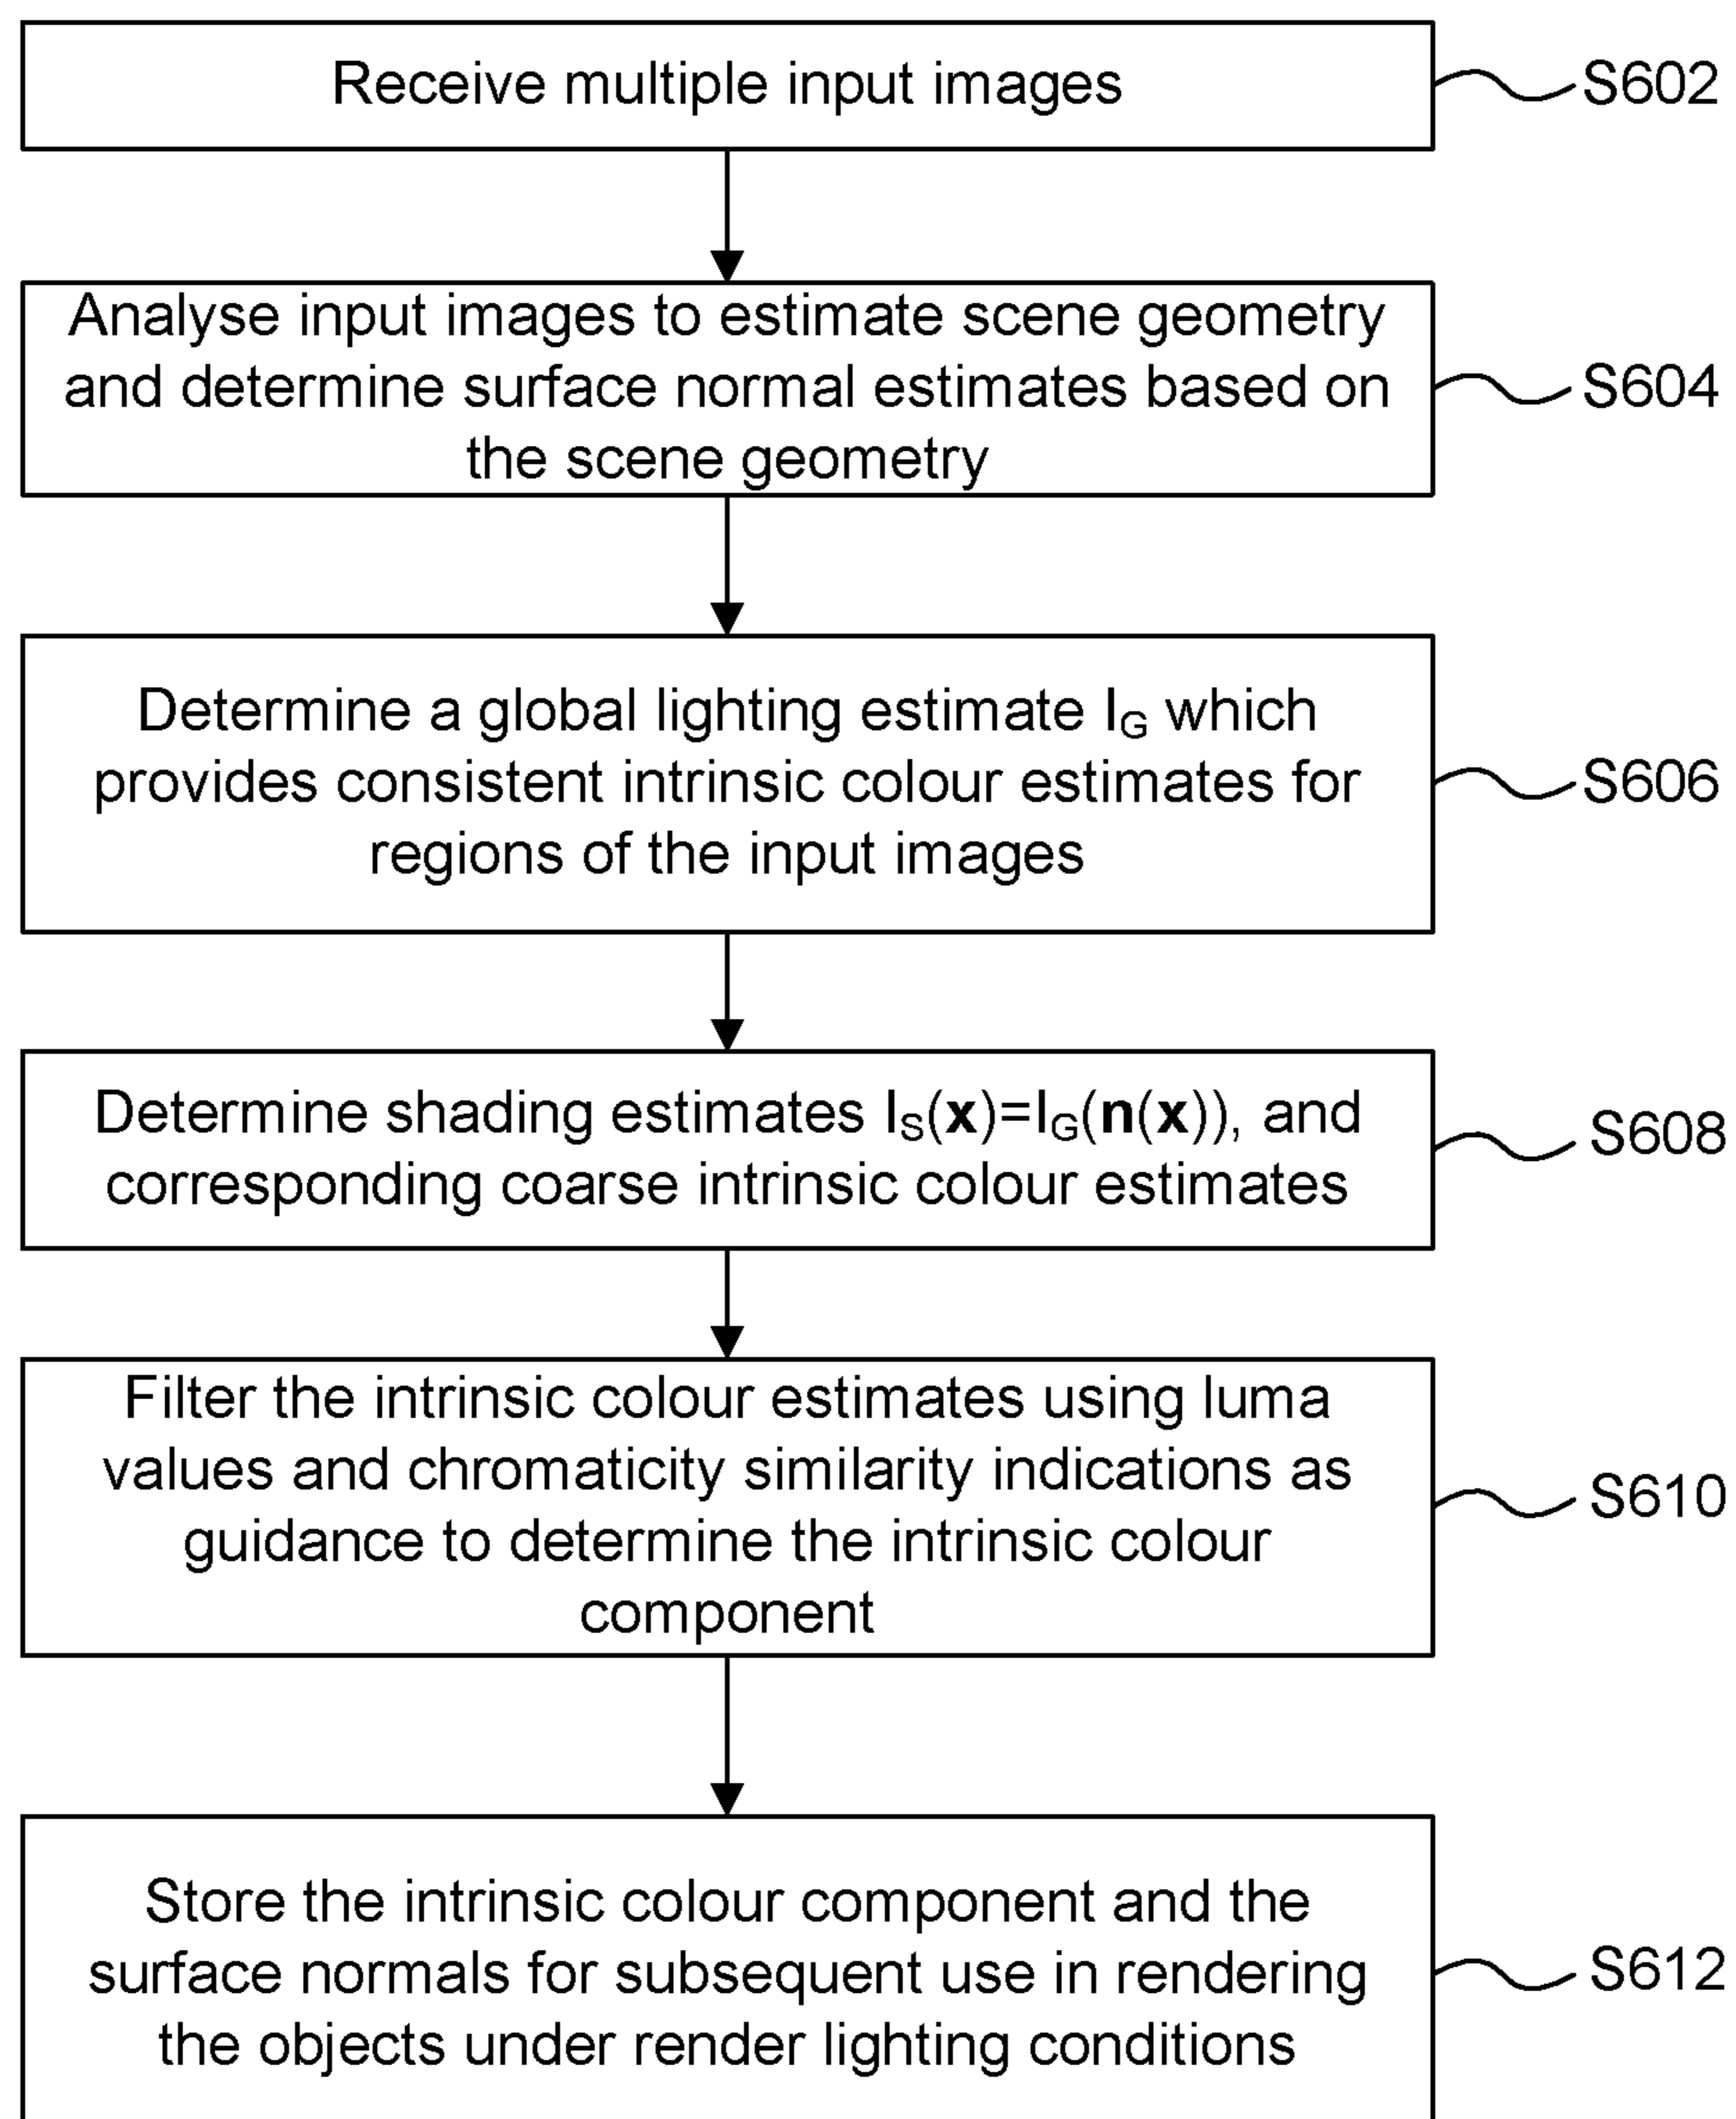 Receive multiple input images
S602
Analyse input images to estimate scene geometry
and determine surface normal estimates based on
the scene geometry
S604
Determine a global lighting estimate I_G which
provides consistent intrinsic colour estimates for
regions of the input images
S606
Determine shading estimates I_S(x)=I_G(n(x)), and
corresponding coarse intrinsic colour estimates
S608
Filter the intrinsic colour estimates using luma
values and chromaticity similarity indications as
guidance to determine the intrinsic colour
component
S610
Store the intrinsic colour component and the
surface normals for subsequent use in rendering
the objects under render lighting conditions
S612